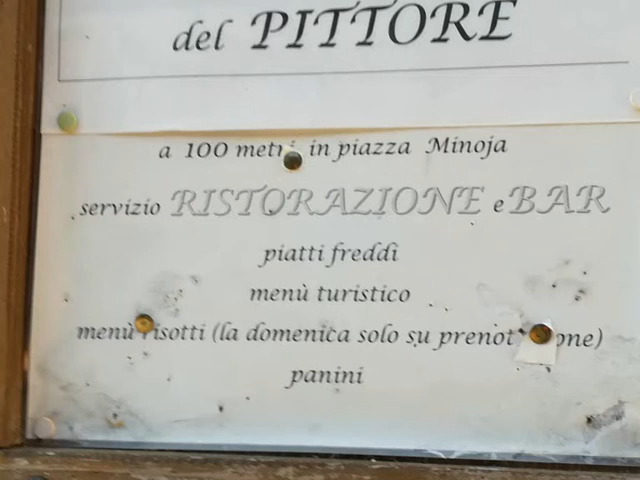 del PITTORE
a 100 metri in piazza Minoja
servizio RISTORAZIONE e BAR
piatti freddi
menù turistico
menù risotti (la domenica solo su prenotazione)
panini